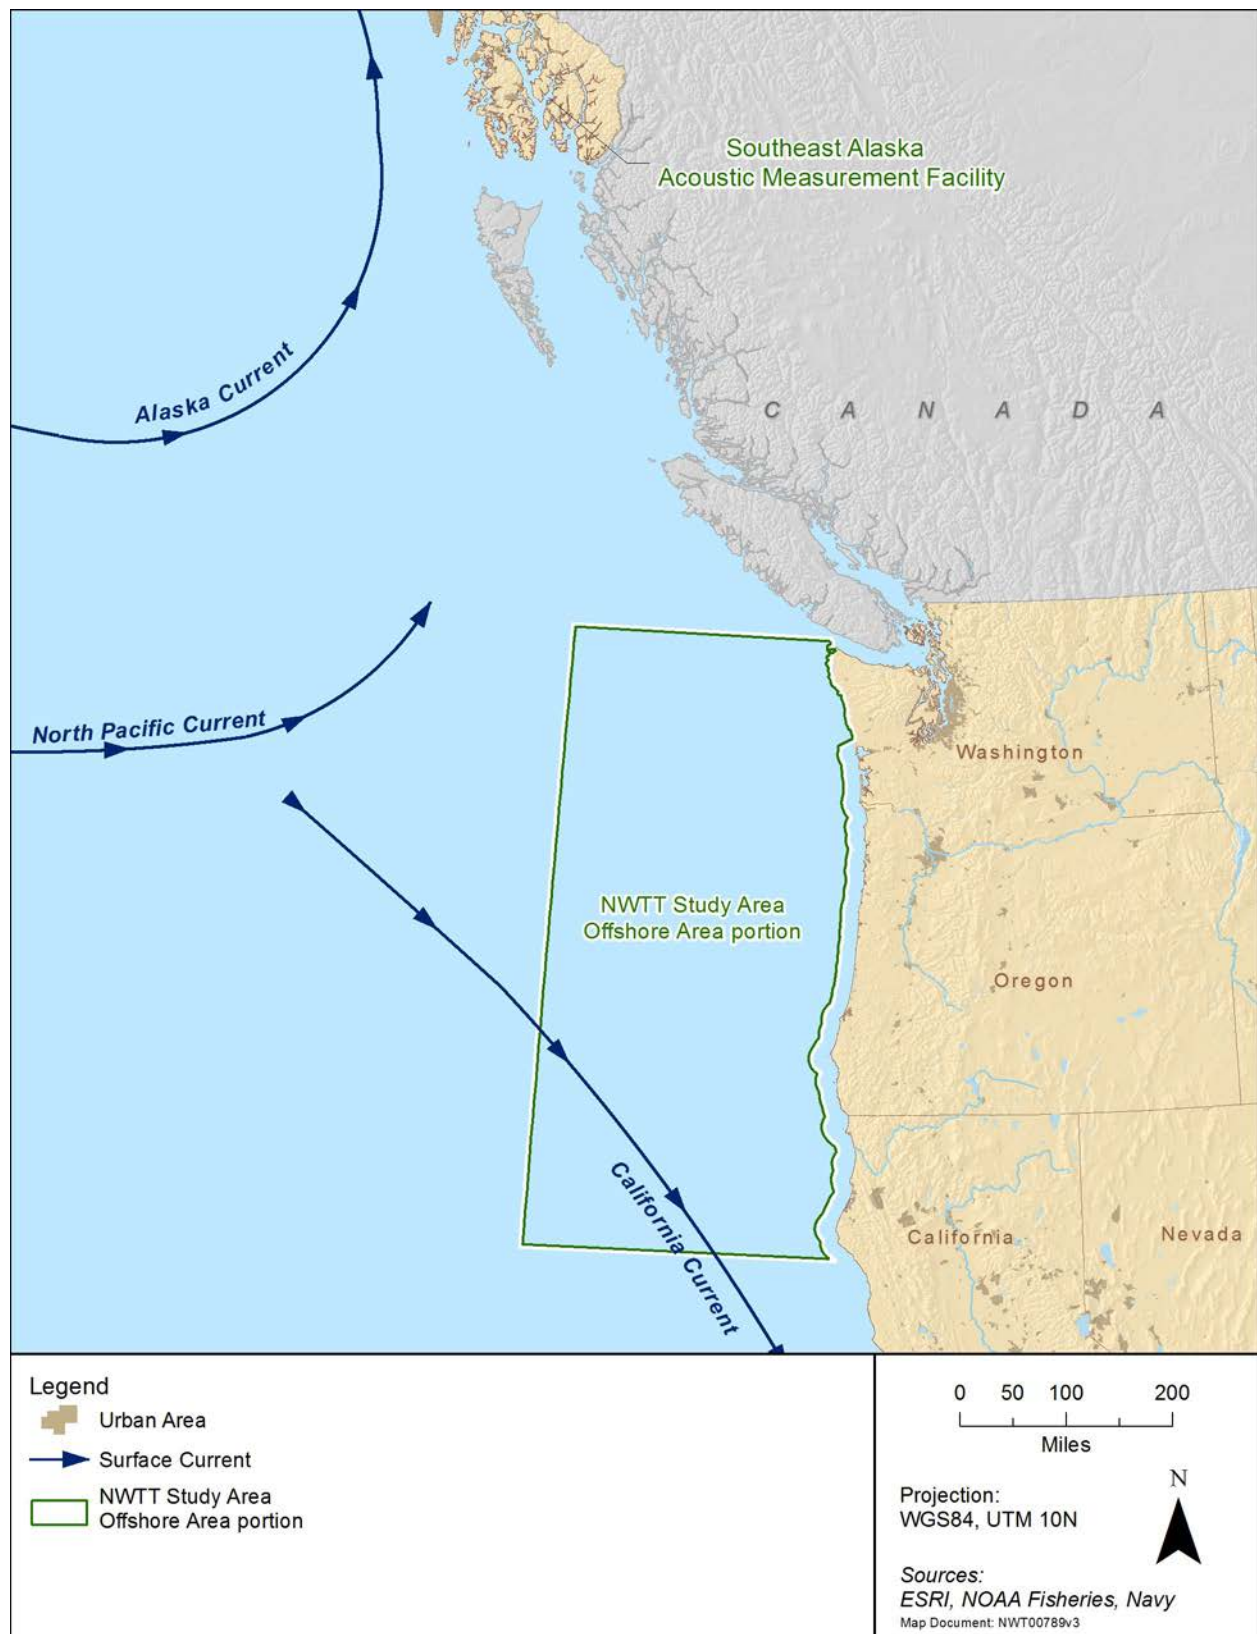 Southeast Alaska
Acoustic Measurement Facility
Alaska Current
C A N A D A
North Pacific Current
Washington
NWTT Study Area
Offshore Area portion
Oregon
California Current
California
Nevada
Legend
Urban Area
Surface Current
NWTT Study Area
Offshore Area portion
0 50 100 200
Miles
N
Projection:
WGS84, UTM 10N
Sources:
ESRI, NOAA Fisheries, Navy
Map Document: NWT00789v3